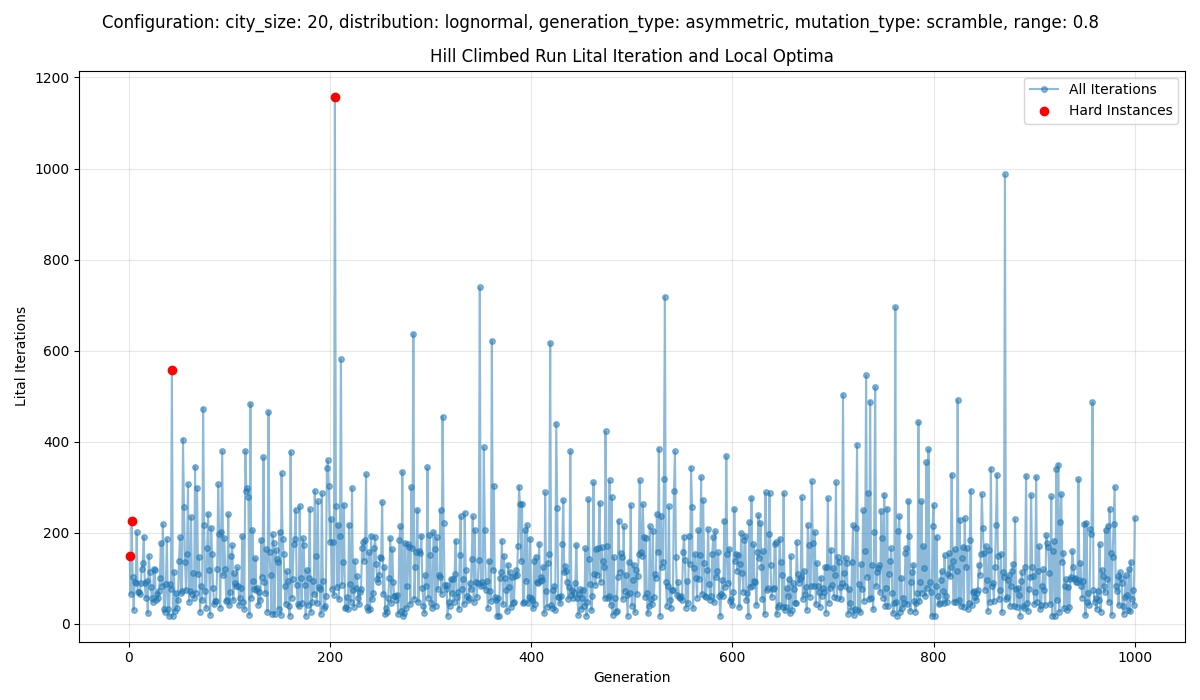 Configuration: city_size: 20, distribution: lognormal, generation_type: asymmetric, mutation_type: scramble, range: 0.8
Hill Climbed Run Lital Iteration and Local Optima
All Iterations
Hard Instances
Lital Iterations
1200
1000
800
600
400
200
0
0 200 400 600 800 1000
Generation